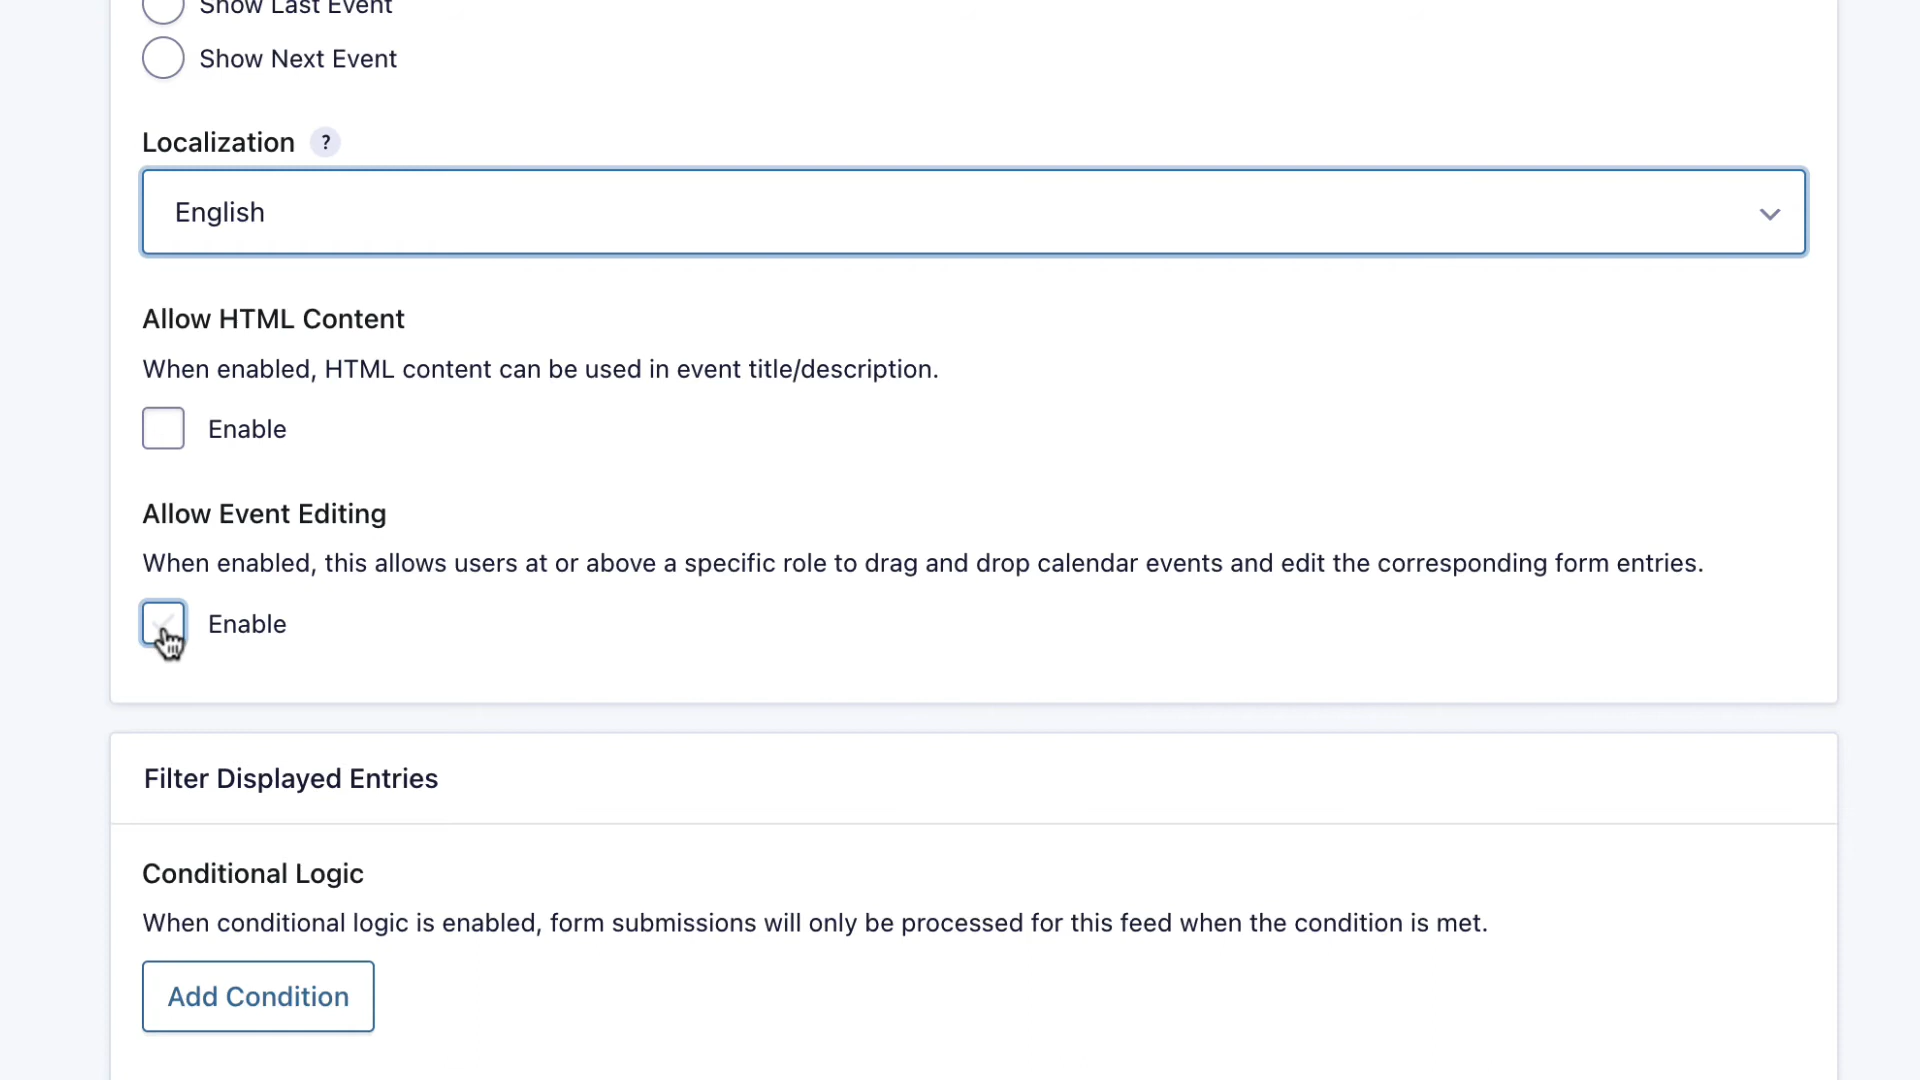 Show Last Event
Show Next Event
Localization ?
English
Allow HTML Content
When enabled, HTML content can be used in event title/description.
Enable
Allow Event Editing
When enabled, this allows users at or above a specific role to drag and drop calendar events and edit the corresponding form entries.
Enable
Filter Displayed Entries
Conditional Logic
When conditional logic is enabled, form submissions will only be processed for this feed when the condition is met.
Add Condition